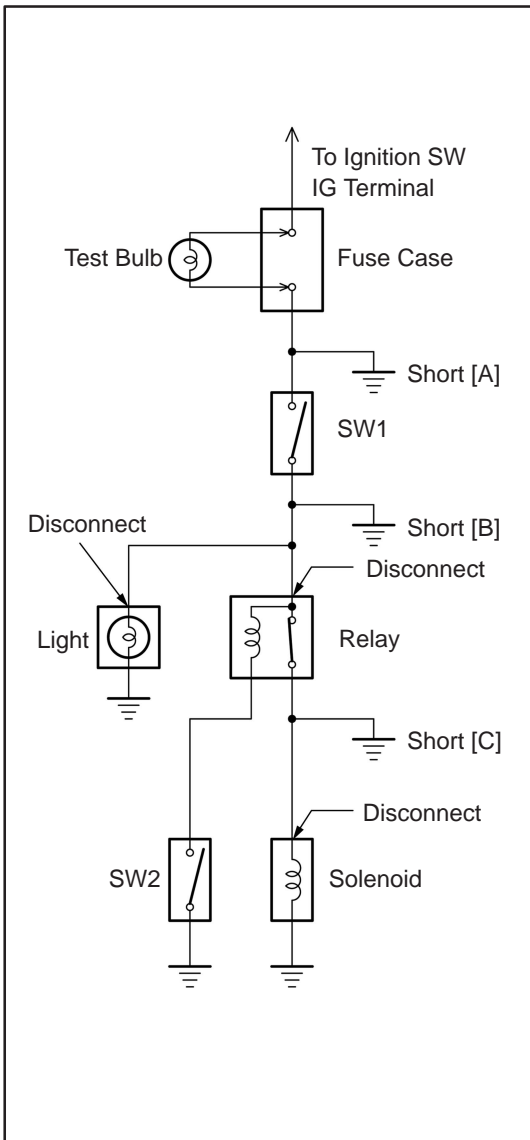 To Ignition SW
IG Terminal
Test Bulb
Fuse Case
Short [A]
SW1
Disconnect
Short [B]
Disconnect
Light
Relay
Short [C]
Disconnect
SW2
Solenoid